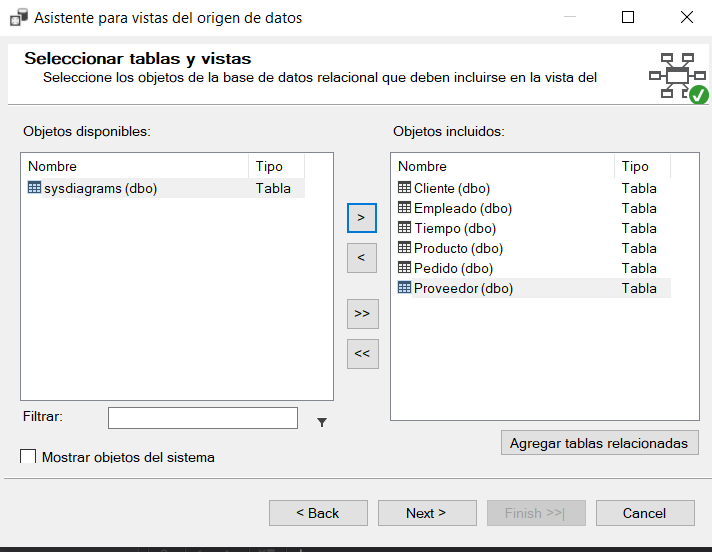 Asistente para vistas del origen de datos
Seleccionar tablas y vistas
Seleccione los objetos de la base de datos relacional que deben incluirse en la vista del
Objetos disponibles:
Nombre Tipo
sysdiagrams (dbo) Tabla
>
<
>>
<<
Objetos incluidos:
Nombre Tipo
Cliente (dbo) Tabla
Empleado (dbo) Tabla
Tiempo (dbo) Tabla
Producto (dbo) Tabla
Pedido (dbo) Tabla
Proveedor (dbo) Tabla
Filtrar:
Mostrar objetos del sistema
Agregar tablas relacionadas
< Back Next > Finish >>| Cancel